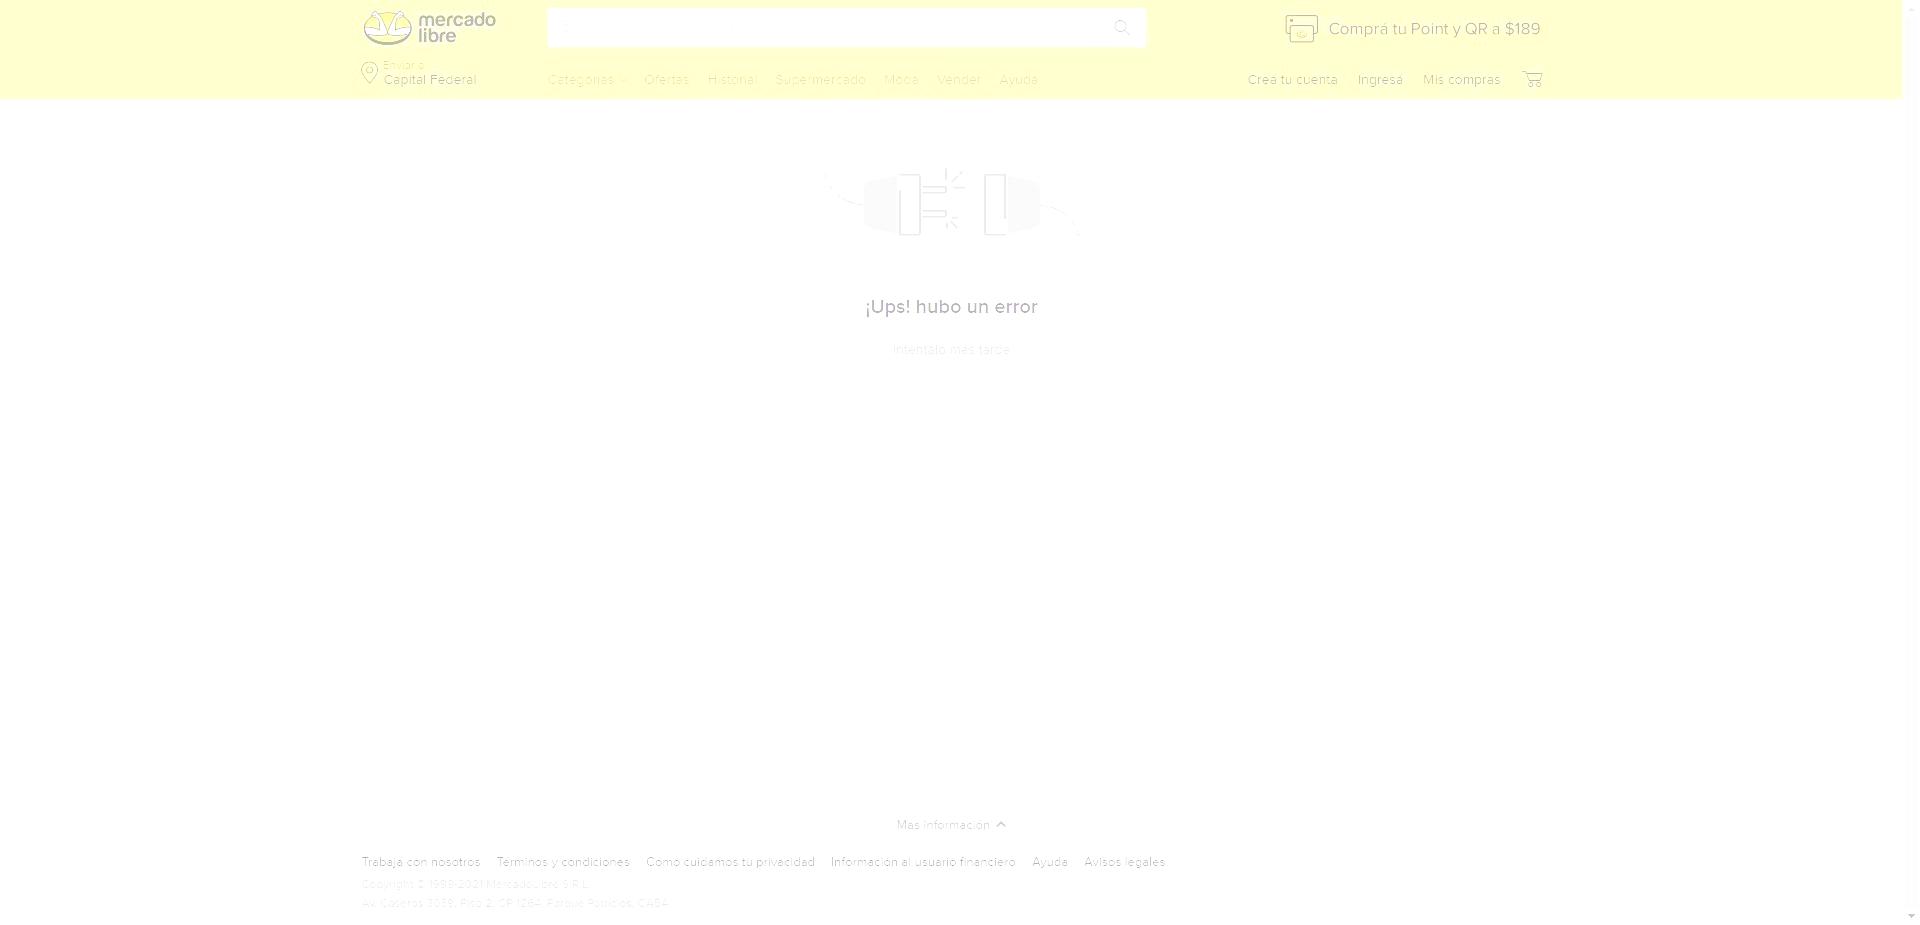 mercado
libre
Comprá tu Point y QR a $189
Enviar a
Capital Federal
Categorías Ofertas Historial Supermercado Moda Vender Ayuda
Creá tu cuenta Ingresá Mis compras
¡Ups! hubo un error
Inténtalo más tarde
Más información
Trabajá con nosotros Términos y condiciones Cómo cuidamos tu privacidad Información al usuario financiero Ayuda Avisos legales
Copyright © 1999-2021 MercadoLibre S.R.L.
Av. Caseros 3039, Piso 2, CP 1264, Parque Patricios, CABA